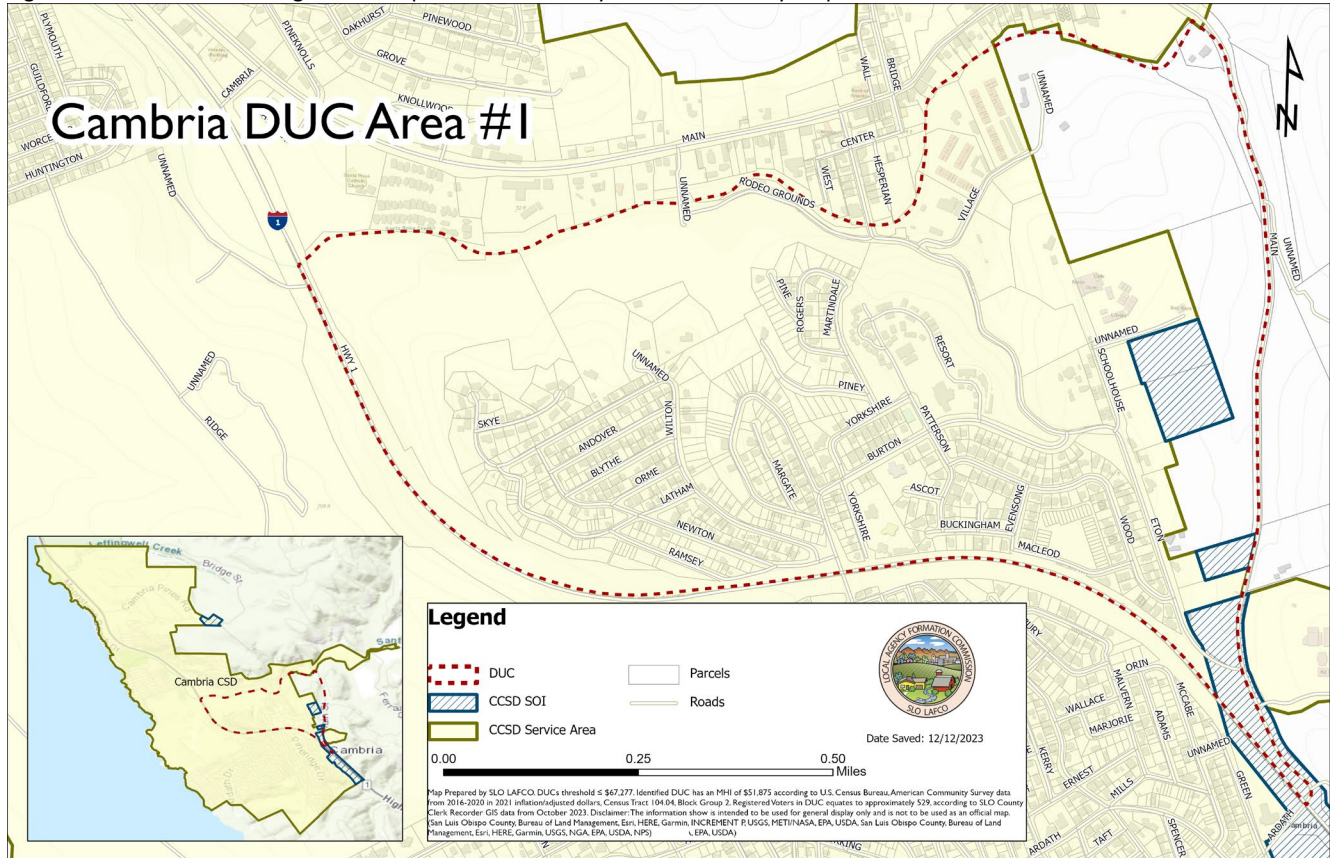 PLYMOUTH
GUILDFORD
PINEKNOLLS
OAKHURST
PINEWOOD
GROVE
CAMBRIA
KNOLLWOOD
WALL
BRIDGE
UNNAMED
Cambria DUC Area #1
HUNTINGTON
UNNAMED
MAIN
CENTER
WEST
HESPERIAN
UNNAMED
RODEO GROUNDS
VILLAGE
1
MAIN
UNNAMED
PINE
ROGERS
MARTINDALE
UNNAMED
RESORT
SCHOOLHOUSE
HWY 1
UNNAMED
UNNAMED
PINEY
SKYE
WILTON
YORKSHIRE
PATTERSON
RIDGE
ANDOVER
BURTON
BLYTHE
ORME
MARGATE
LATHAM
ASCOT
YORKSHIRE
EVENSONG
NEWTON
BUCKINGHAM
WOOD
ETON
RAMSEY
MACLEOD
Leffingwell Creek
Bridge St
Cambria Pines Rd
Cambria CSD
Cambria
1
Legend
DUC
Parcels
CCSD SOI
Roads
CCSD Service Area
LOCAL AGENCY FORMATION COMMISSION
SLO LAFCO
Date Saved: 12/12/2023
0.00
0.25
0.50
Miles
Map Prepared by SLO LAFCO. DUCs threshold ≤ $67,277. Identified DUC has an MHI of $51,875 according to U.S. Census Bureau, American Community Survey data
from 2016-2020 in 2021 inflation/adjusted dollars, Census Tract 104.04, Block Group 2. Registered Voters in DUC equates to approximately 529, according to SLO County
Clerk Recorder GIS data from October 2023. Disclaimer: The information show is intended to be used for general display only and is not to be used as an official map.
(San Luis Obispo County, Bureau of Land Management, Esri, HERE, Garmin, INCREMENT P, USGS, METI/NASA, EPA, USDA, San Luis Obispo County, Bureau of Land
Management, Esri, HERE, Garmin, USGS, NGA, EPA, USDA, NPS) , EPA, USDA)
ORIN
WALLACE
MALVERN
MCCABE
MARJORIE
ADAMS
UNNAMED
KERRY
ERNEST
MILLS
GREEN
ARDATH
TAFT
SPENCER
ARDATH